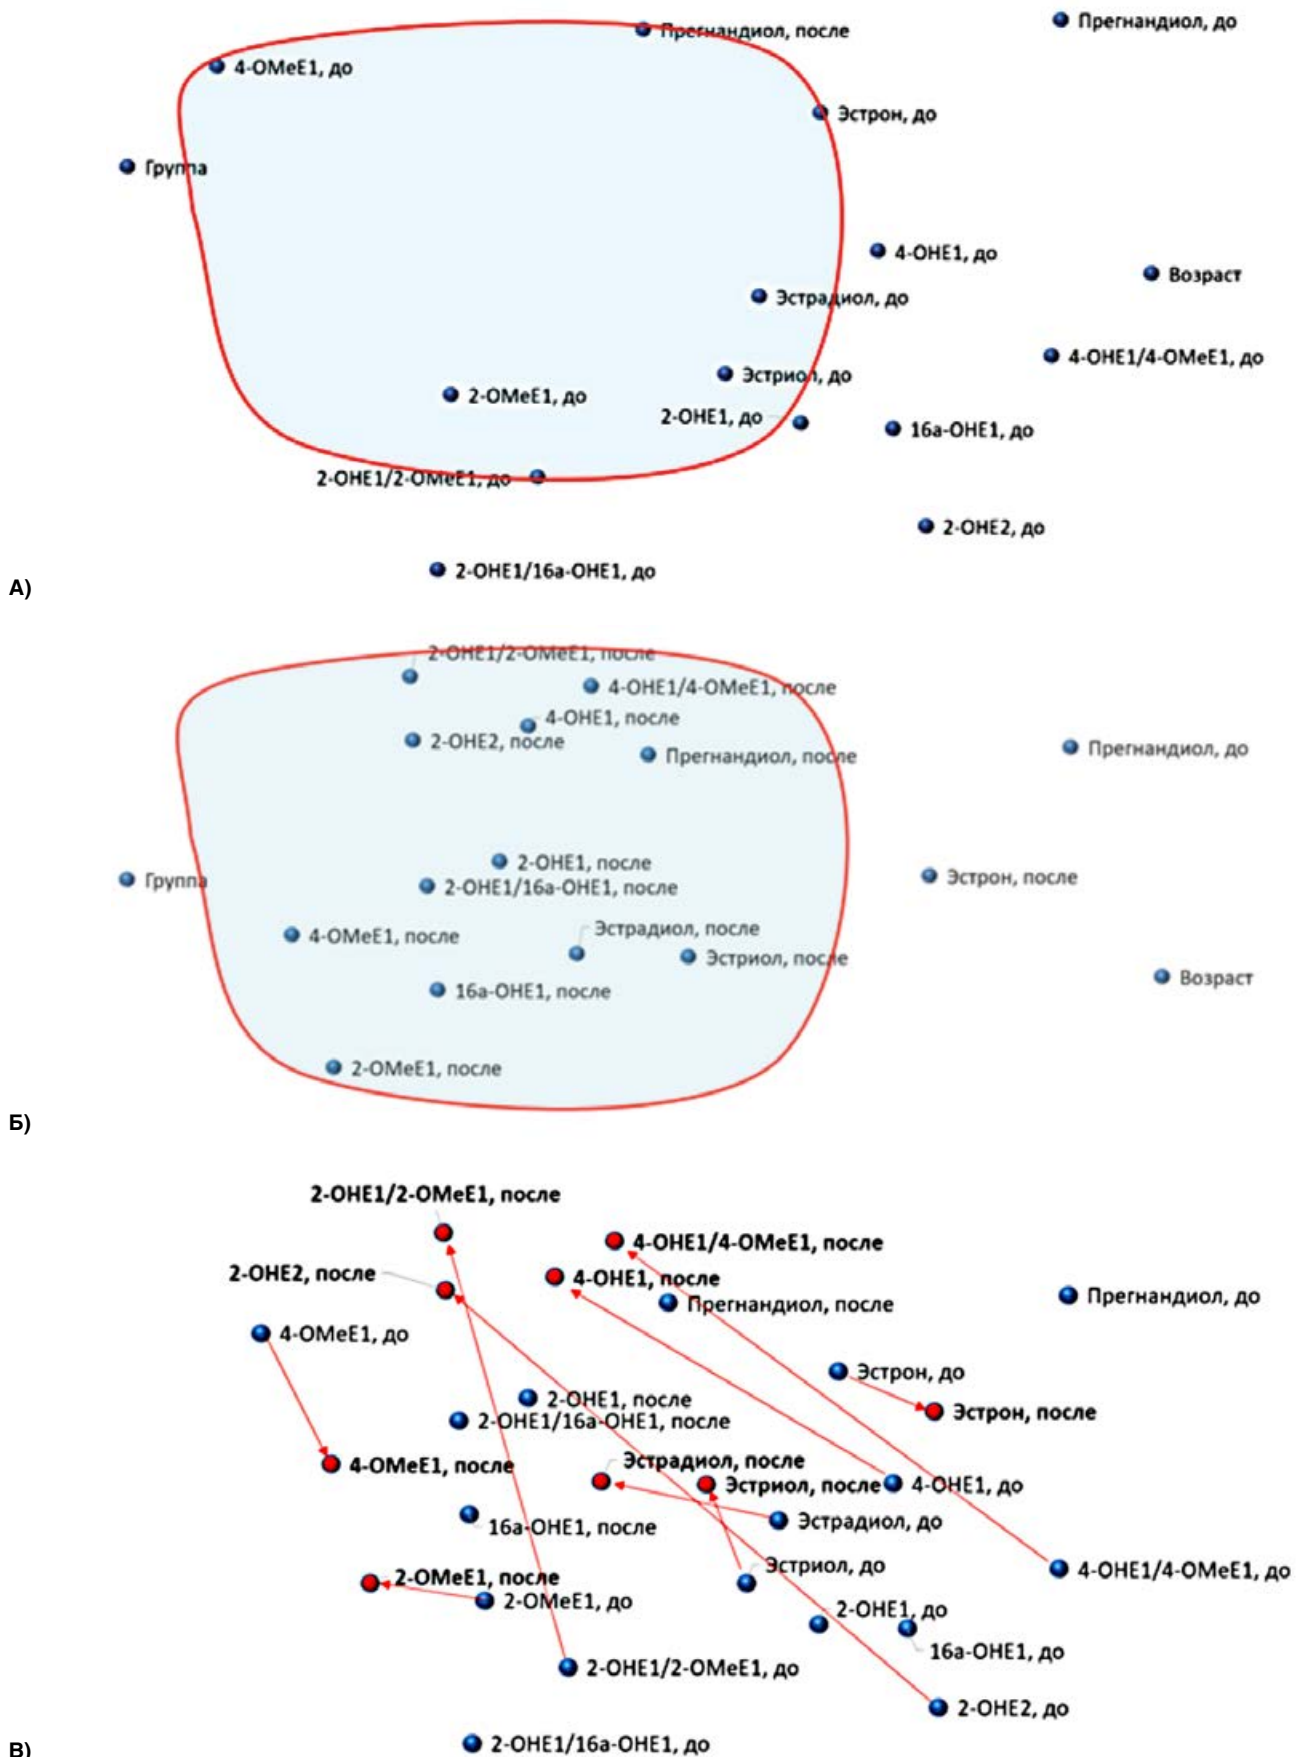 Прегнандиол, до
Прегнандиол, после
4-OMeE1, до
Эстрон, до
Группа
4-OHE1, до
Возраст
Эстрадиол, до
4-OHE1/4-OMeE1, до
Эстриол, до
2-OMeE1, до
2-OHE1, до
16a-OHE1, до
2-OHE1/2-OMeE1, до
2-OHE2, до
2-OHE1/16a-OHE1, до
А)
2-OHE1/2-OMeE1, после
4-OHE1/4-OMeE1, после
4-OHE1, после
2-OHE2, после
Прегнандиол, после
Прегнандиол, до
2-OHE1, после
Группа
2-OHE1/16a-OHE1, после
Эстрон, после
4-OMeE1, после
Эстрадиол, после
Эстриол, после
Возраст
16a-OHE1, после
2-OMeE1, после
Б)
2-OHE1/2-OMeE1, после
4-OHE1/4-OMeE1, после
2-OHE2, после
4-OHE1, после
Прегнандиол, после
Прегнандиол, до
4-OMeE1, до
Эстрон, до
2-OHE1, после
Эстрон, после
2-OHE1/16a-OHE1, после
4-OMeE1, после
Эстрадиол, после
Эстриол, после
4-OHE1, до
16a-OHE1, после
Эстрадиол, до
Эстриол, до
4-OHE1/4-OMeE1, до
2-OMeE1, после
2-OMeE1, до
2-OHE1, до
16a-OHE1, до
2-OHE1/2-OMeE1, до
2-OHE2, до
2-OHE1/16a-OHE1, до
В)